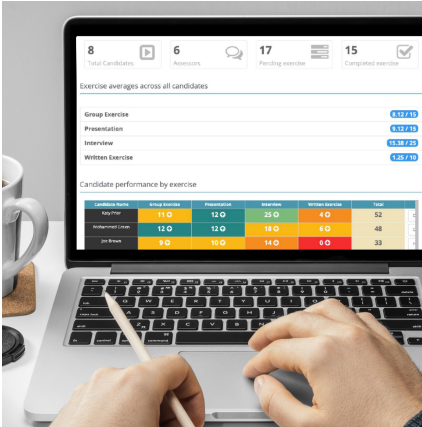 8 6 17 15
Total Candidates Assessors Pending exercise Completed exercise
Exercise averages across all candidates
Group Exercise 8.12 / 15
Presentation 9.12 / 15
Interview 15.38 / 25
Written Exercise 1.25 / 10
Candidate performance by exercise
Candidate Name Group Exercise Presentation Interview Written Exercise Total
Katy Prior 11 12 25 4 52
Mohammed Green 12 12 18 6 48
Joe Brown 9 10 14 0 33